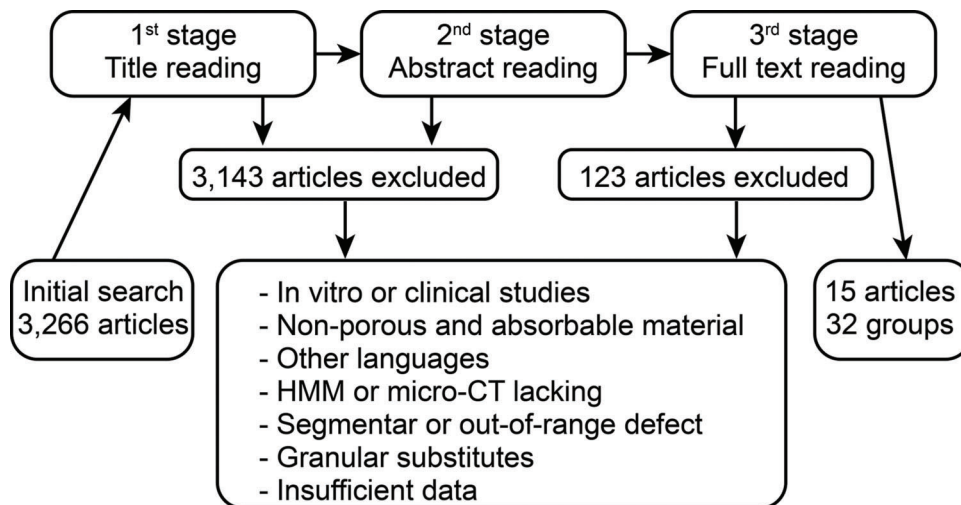 1st stage
Title reading
2nd stage
Abstract reading
3rd stage
Full text reading
3,143 articles excluded
123 articles excluded
Initial search
3,266 articles
- In vitro or clinical studies
- Non-porous and absorbable material
- Other languages
- HMM or micro-CT lacking
- Segmentar or out-of-range defect
- Granular substitutes
- Insufficient data
15 articles
32 groups